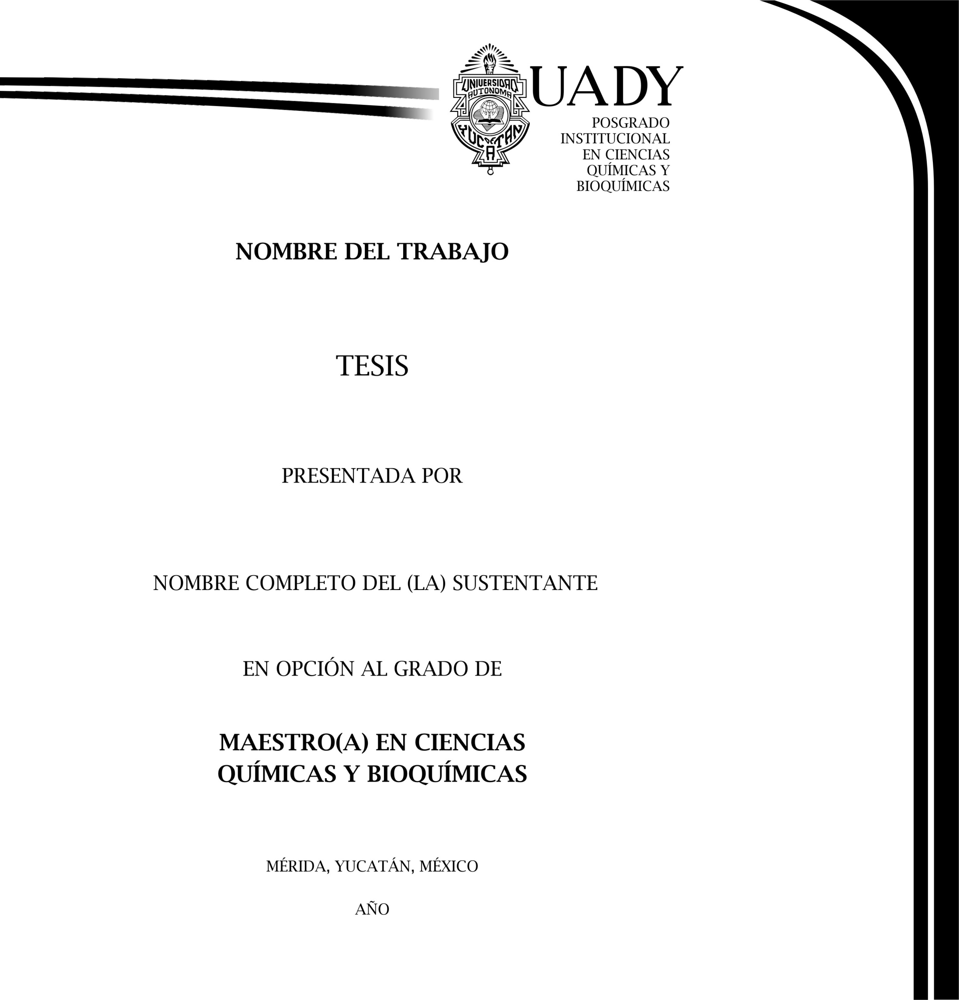 UNIVERSIDAD
AUTONOMA
DE
YUCATAN
UADY
POSGRADO
INSTITUCIONAL
EN CIENCIAS
QUÍMICAS Y
BIOQUÍMICAS
NOMBRE DEL TRABAJO
TESIS
PRESENTADA POR
NOMBRE COMPLETO DEL (LA) SUSTENTANTE
EN OPCIÓN AL GRADO DE
MAESTRO(A) EN CIENCIAS
QUÍMICAS Y BIOQUÍMICAS
MÉRIDA, YUCATÁN, MÉXICO
AÑO